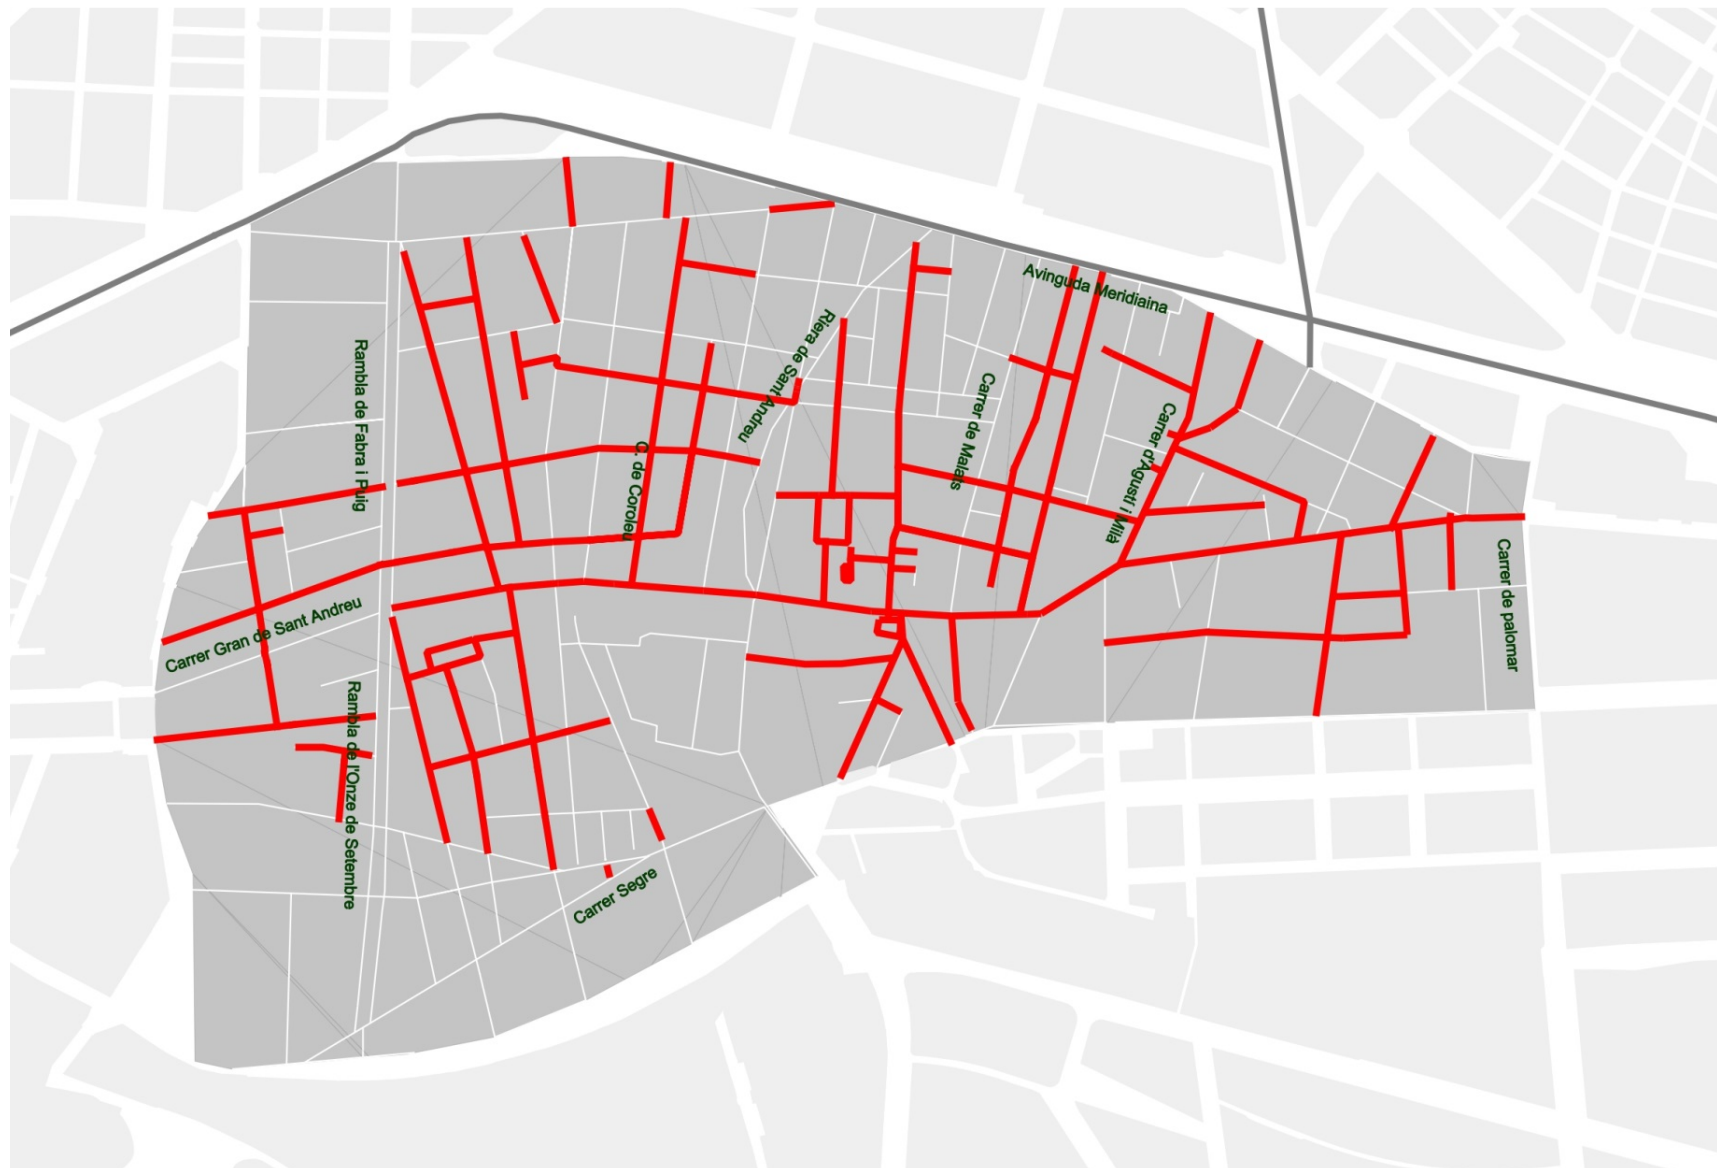 Avinguda Meridiaina
Rambla de Fabra i Puig
Riera de Sant Andreu
Carrer de Malats
Carrer d'Agustí i Milà
C. de Coroleu
Carrer de palomar
Carrer Gran de Sant Andreu
Rambla de l'Onze de Setembre
Carrer Segre